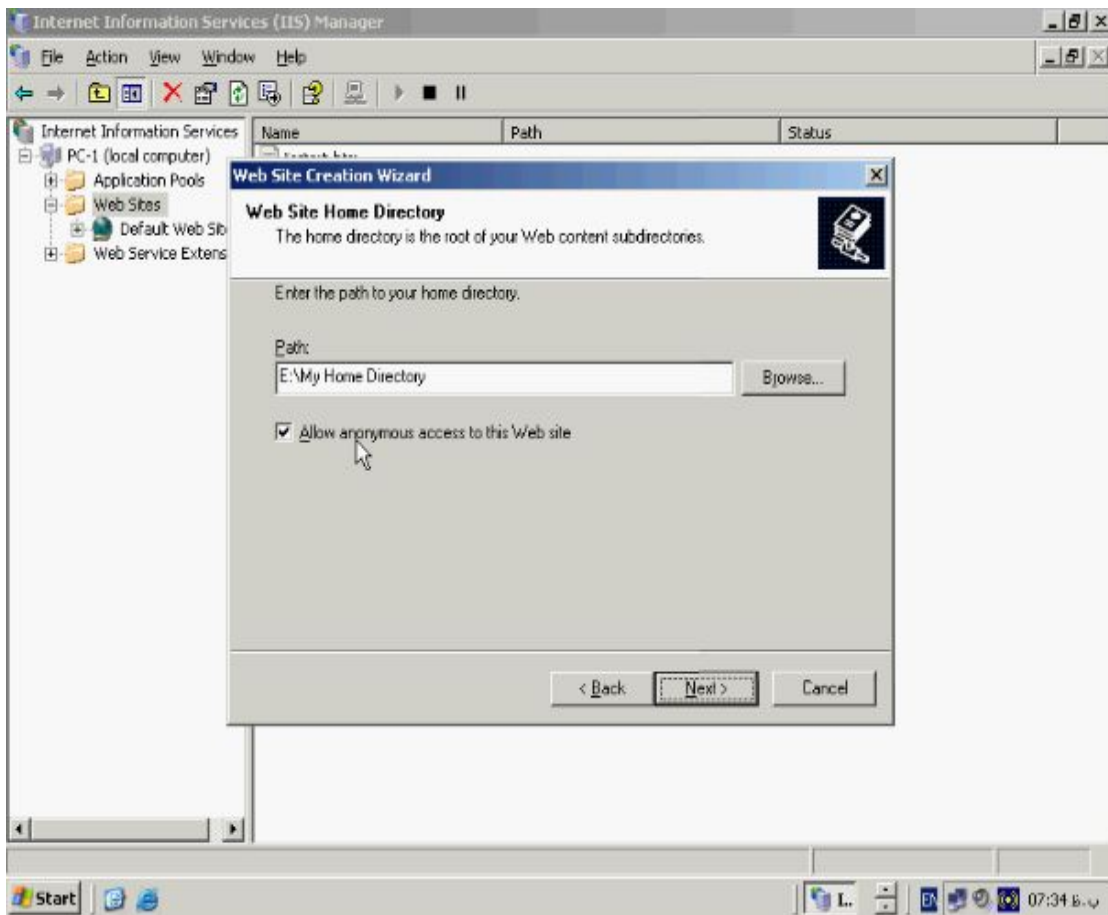 Internet Information Services (IIS) Manager
File Action View Window Help
Internet Information Services
PC-1 (local computer)
Application Pools
Web Sites
Default Web Sit
Web Service Extens
Name Path Status
Web Site Creation Wizard
Web Site Home Directory
The home directory is the root of your Web content subdirectories.
Enter the path to your home directory.
Path:
E:\My Home Directory
Browse...
Allow anonymous access to this Web site
< Back Next > Cancel
Start
I..
EN
07:34 ب.ظ